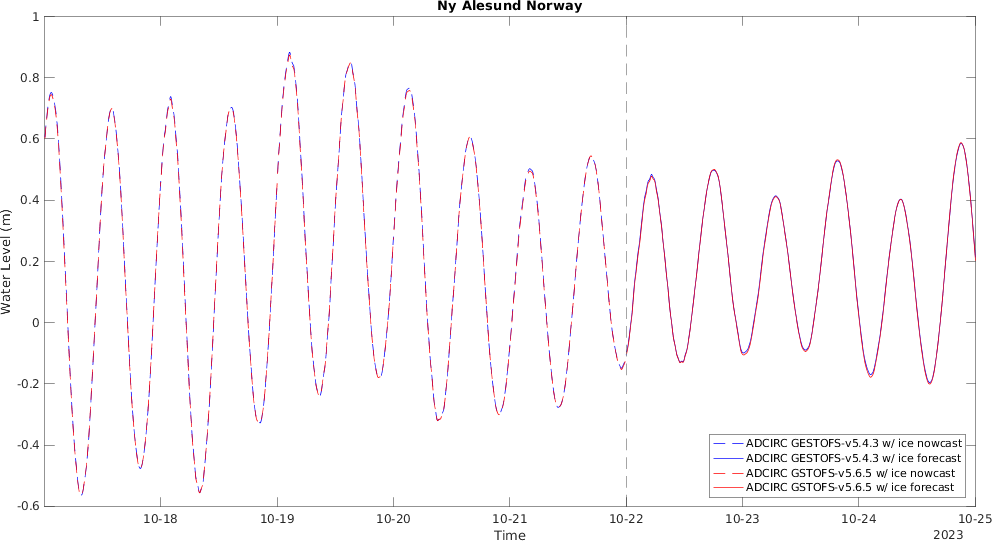 Ny Alesund Norway
1
0.8
0.6
0.4
0.2
0
-0.2
-0.4
-0.6
Water Level (m)
ADCIRC GESTOFS-v5.4.3 w/ ice nowcast
ADCIRC GESTOFS-v5.4.3 w/ ice forecast
ADCIRC GSTOFS-v5.6.5 w/ ice nowcast
ADCIRC GSTOFS-v5.6.5 w/ ice forecast
10-18 10-19 10-20 10-21 10-22 10-23 10-24 10-25
Time
2023